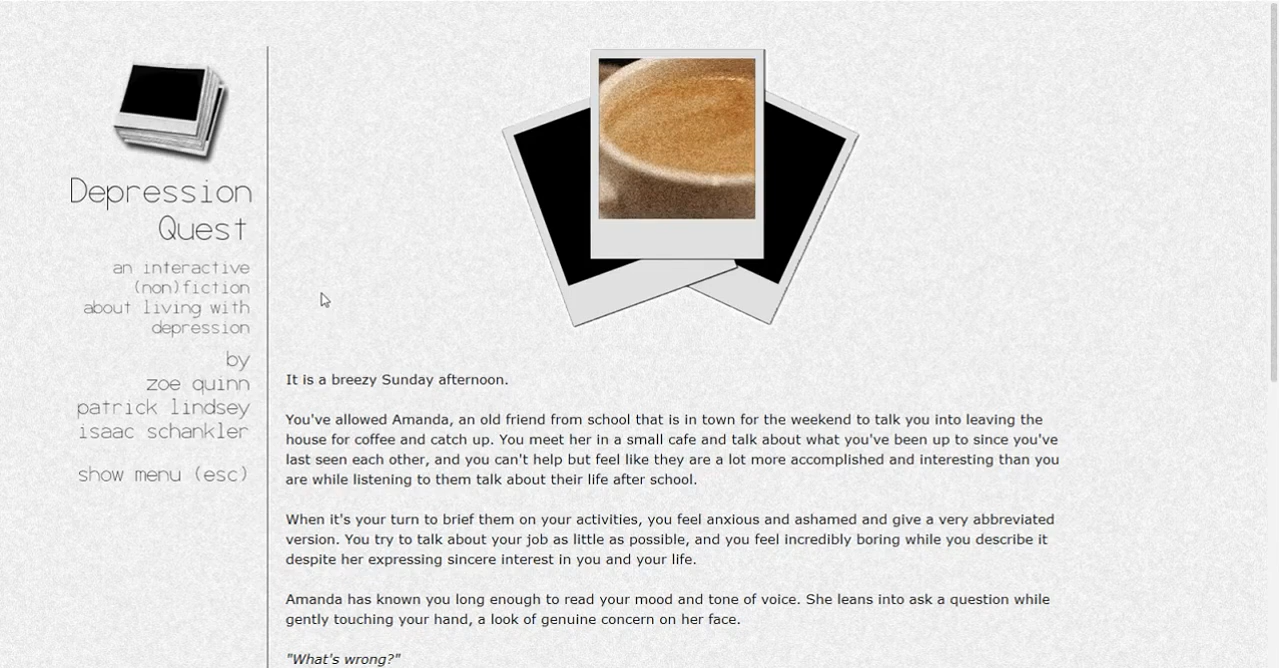 Depression
Quest
an interactive
(non)fiction
about living with
depression
by
zoe quinn
patrick lindsey
isaac schankler
show menu (esc)
It is a breezy Sunday afternoon.
You've allowed Amanda, an old friend from school that is in town for the weekend to talk you into leaving the
house for coffee and catch up. You meet her in a small cafe and talk about what you've been up to since you've
last seen each other, and you can't help but feel like they are a lot more accomplished and interesting than you
are while listening to them talk about their life after school.
When it's your turn to brief them on your activities, you feel anxious and ashamed and give a very abbreviated
version. You try to talk about your job as little as possible, and you feel incredibly boring while you describe it
despite her expressing sincere interest in you and your life.
Amanda has known you long enough to read your mood and tone of voice. She leans into ask a question while
gently touching your hand, a look of genuine concern on her face.
"What's wrong?"